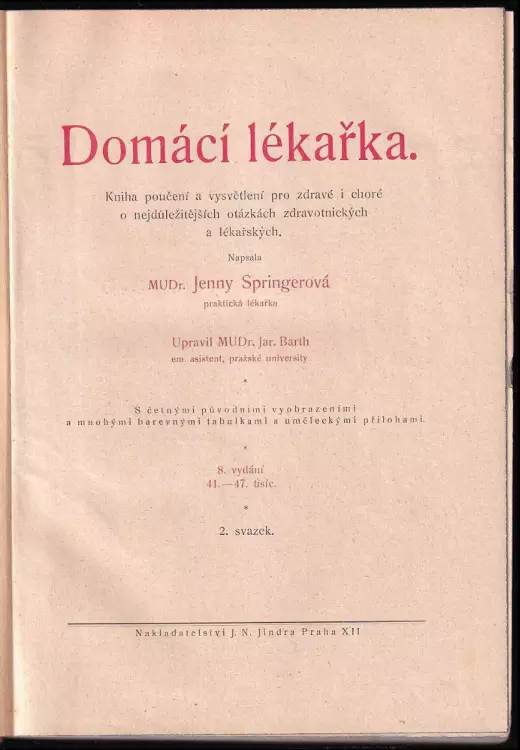 Domácí lékařka.
Kniha poučení a vysvětlení pro zdravé i choré
o nejdůležitějších otázkách zdravotnických
a lékařských.
Napsala
MUDr. Jenny Springerová
praktická lékařka
Upravil MUDr. Jar. Barth
em. asistent, pražské university
*
S četnými původními vyobrazeními
a mnohými barevnými tabulkami a uměleckými přílohami.
*
8. vydání
41.—47. tisíc.
*
2. svazek.
Nakladatelství J. N. Jindra Praha XII